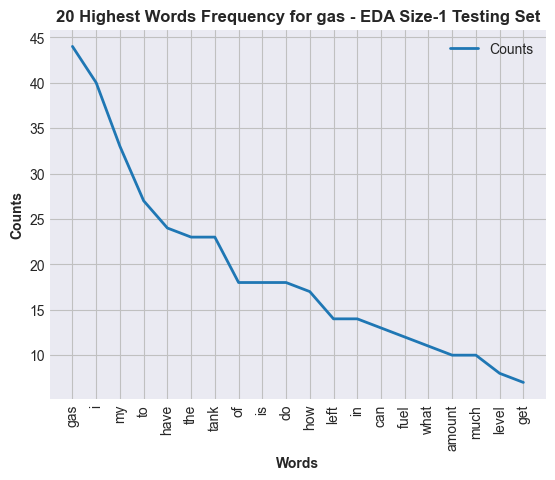 20 Highest Words Frequency for gas - EDA Size-1 Testing Set
Counts
45
40
35
30
25
20
15
10
Counts
gas
i
my
to
have
the
tank
of
is
do
how
left
in
can
fuel
what
amount
much
level
get
Words